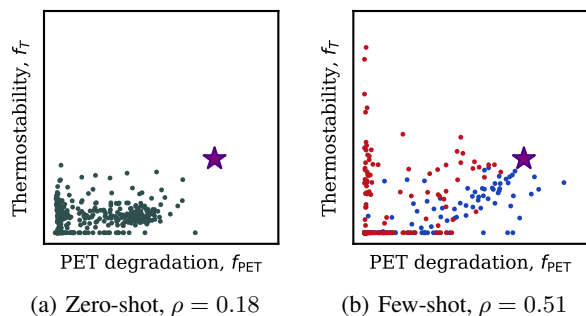 Thermostability, f_T
PET degradation, f_PET
(a) Zero-shot, ρ = 0.18
Thermostability, f_T
PET degradation, f_PET
(b) Few-shot, ρ = 0.51